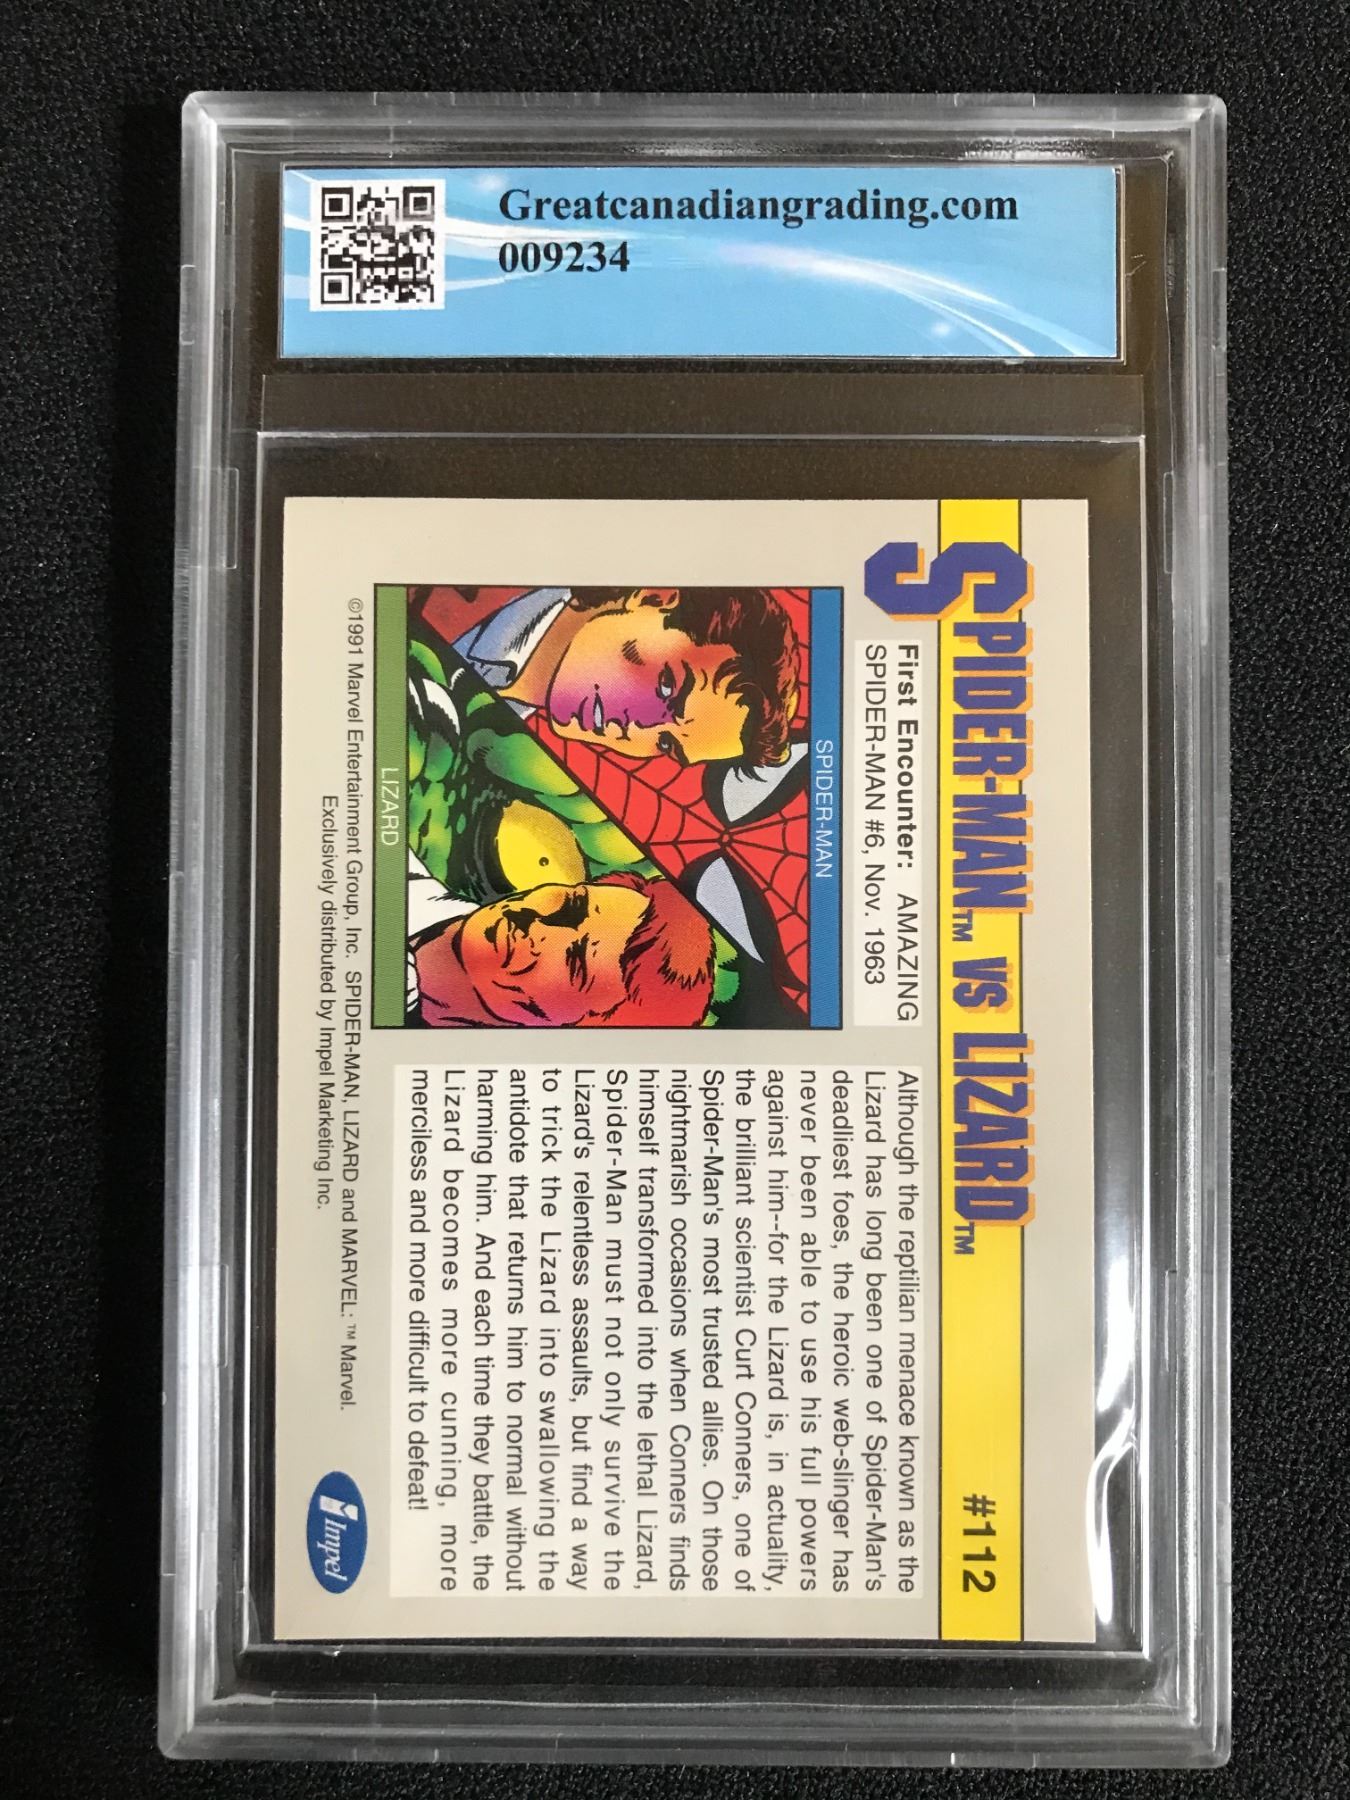 Greatcanadiangrading.com
009234
SPIDER-MAN™ VS LIZARD™
#112
First Encounter: AMAZING
SPIDER-MAN #6, Nov. 1963
SPIDER-MAN
LIZARD
Although the reptilian menace known as the
Lizard has long been one of Spider-Man's
deadliest foes, the heroic web-slinger has
never been able to use his full powers
against him--for the Lizard is, in actuality,
the brilliant scientist Curt Conners, one of
Spider-Man's most trusted allies. On those
nightmarish occasions when Conners finds
himself transformed into the lethal Lizard,
Spider-Man must not only survive the
Lizard's relentless assaults, but find a way
to trick the Lizard into swallowing the
antidote that returns him to normal without
harming him. And each time they battle, the
Lizard becomes more cunning, more
merciless and more difficult to defeat!
©1991 Marvel Entertainment Group, Inc. SPIDER-MAN, LIZARD and MARVEL: ™ Marvel.
Exclusively distributed by Impel Marketing Inc.
Impel